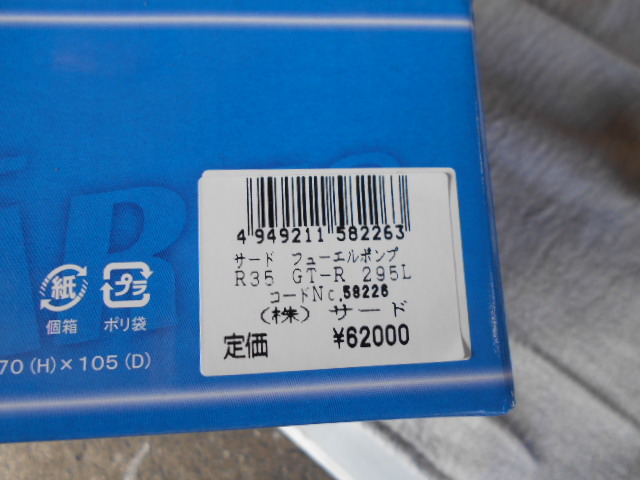 4 949211 582263
サード フューエルポンプ
R35 GT-R 295L
コードNo.58226
(株) サード
定価 ¥62000
紙 プラ
個箱 ポリ袋
70 (H) × 105 (D)